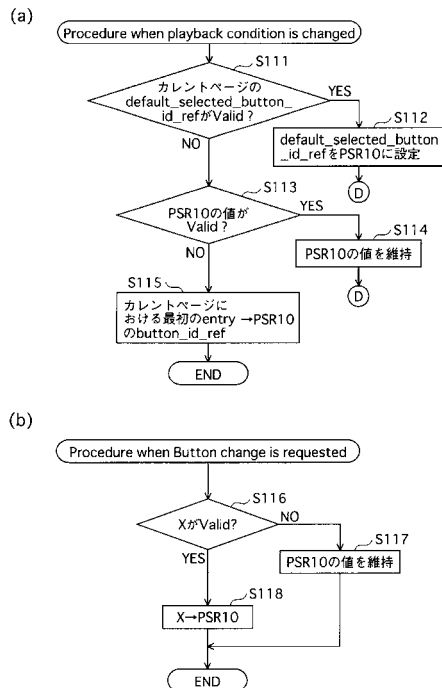 (a)
Procedure when playback condition is changed
S111
カレントページの
default_selected_button_
id_refがValid?
YES
S112
default_selected_button
_id_refをPSR10に設定
D
NO
S113
PSR10の値が
Valid?
YES
S114
PSR10の値を維持
D
NO
S115
カレントページに
おける最初のentry →PSR10
のbutton_id_ref
END
(b)
Procedure when Button change is requested
S116
XがValid?
NO
S117
PSR10の値を維持
YES
S118
X→PSR10
END